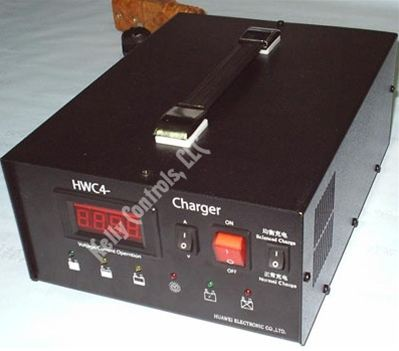 HWC4-
Charger
Kelly Controls, LLC
A
V
ON
OFF
均衡充电
Balanced Charge
正常充电
Normal Charge
HUAWEI ELECTRONIC CO.,LTD.